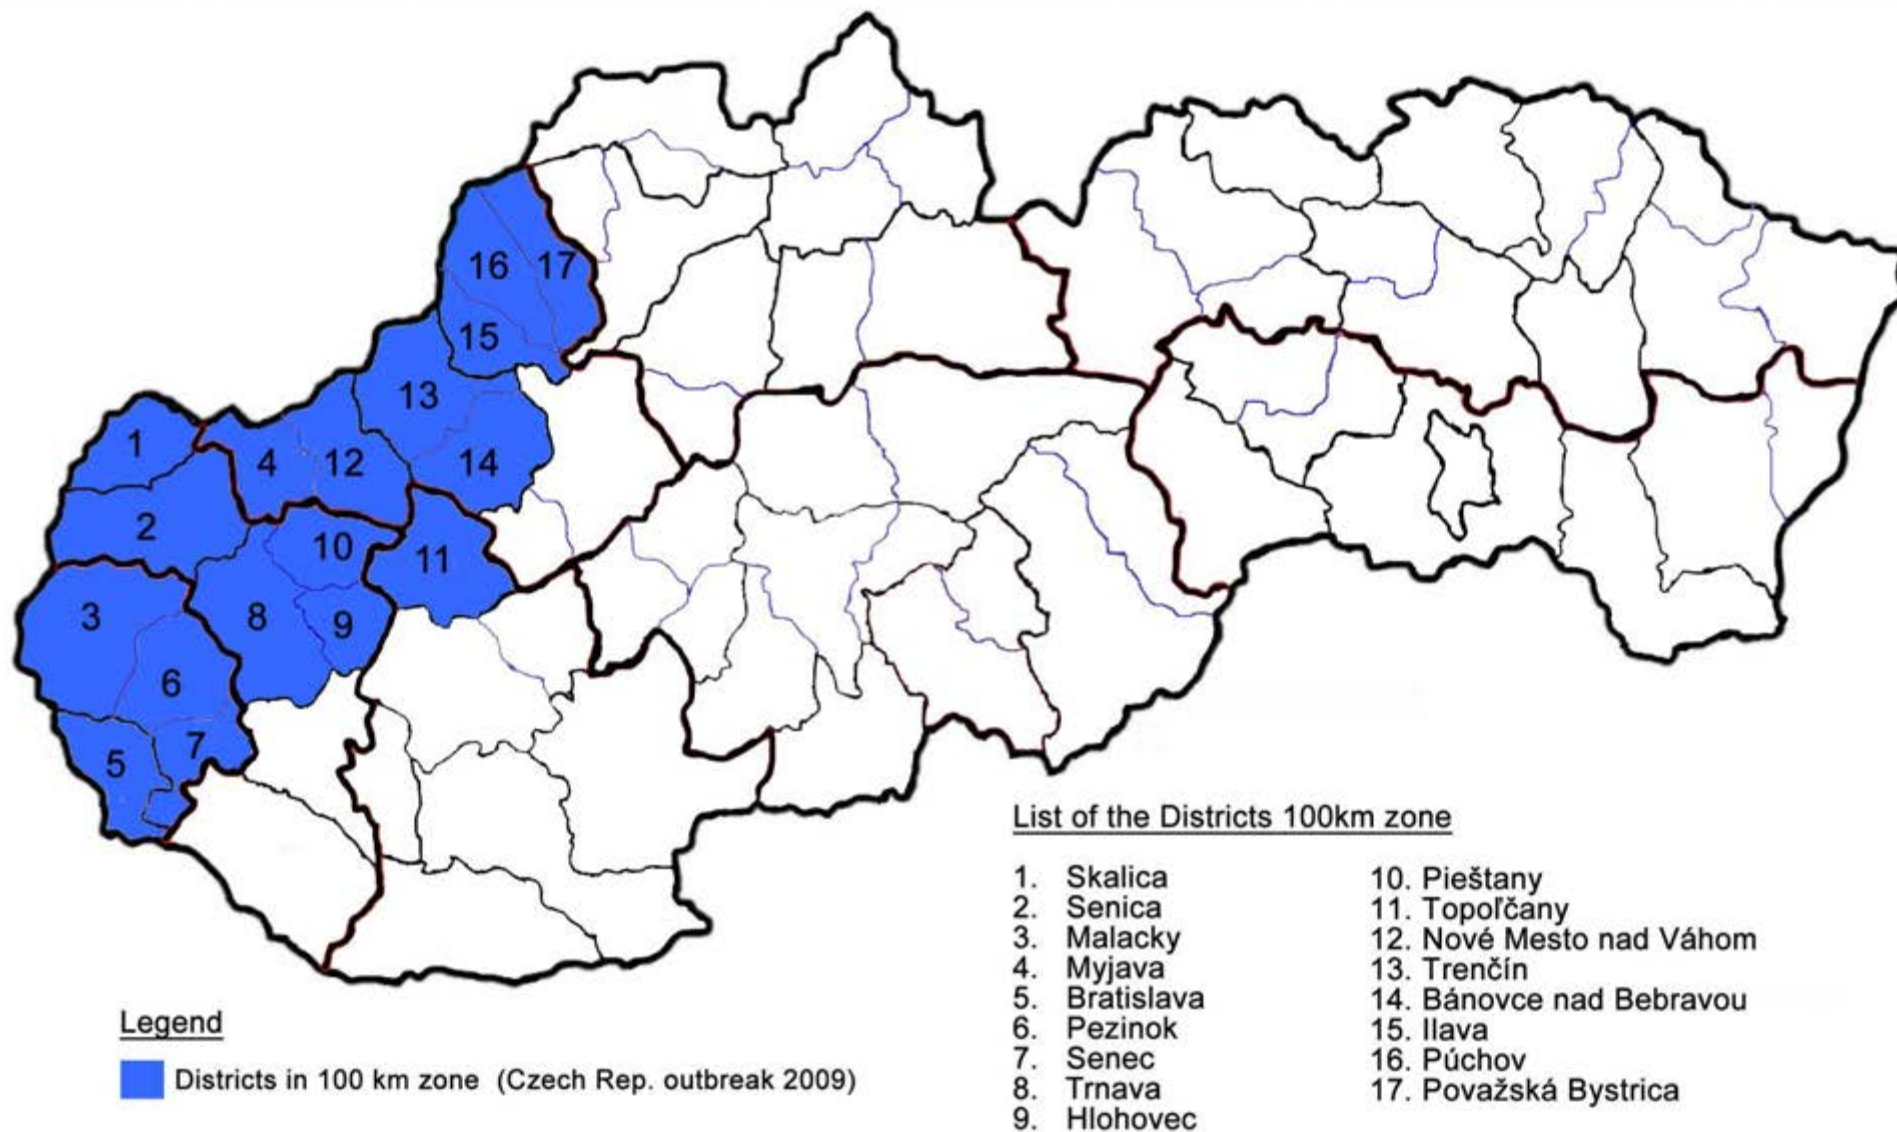 16
17
15
13
1
4
12
14
2
10
11
3
8
9
6
7
5
List of the Districts 100km zone
1. Skalica
2. Senica
3. Malacky
4. Myjava
5. Bratislava
6. Pezinok
7. Senec
8. Trnava
9. Hlohovec
10. Pieštany
11. Topoľčany
12. Nové Mesto nad Váhom
13. Trenčín
14. Bánovce nad Bebravou
15. Ilava
16. Púchov
17. Považská Bystrica
Legend
Districts in 100 km zone (Czech Rep. outbreak 2009)